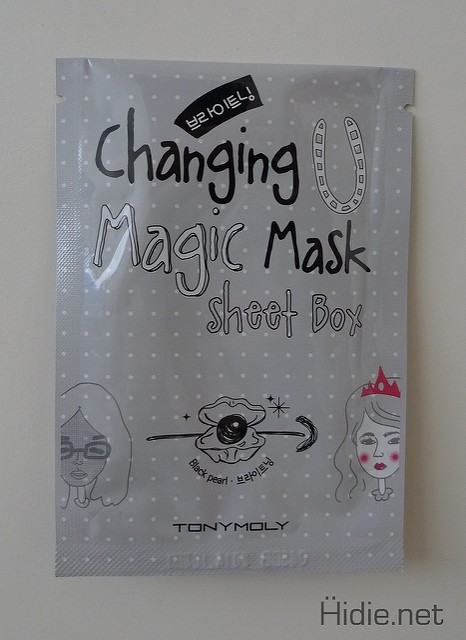 브라이트닝
Changing U
Magic Mask
Sheet Box
Black pearl · 브라이트닝
TONYMOLY
Hidie.net